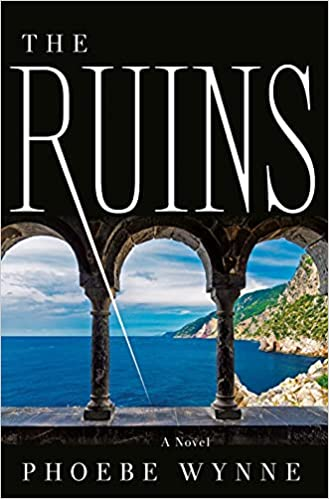 THE
RUINS
A Novel
PHOEBE WYNNE